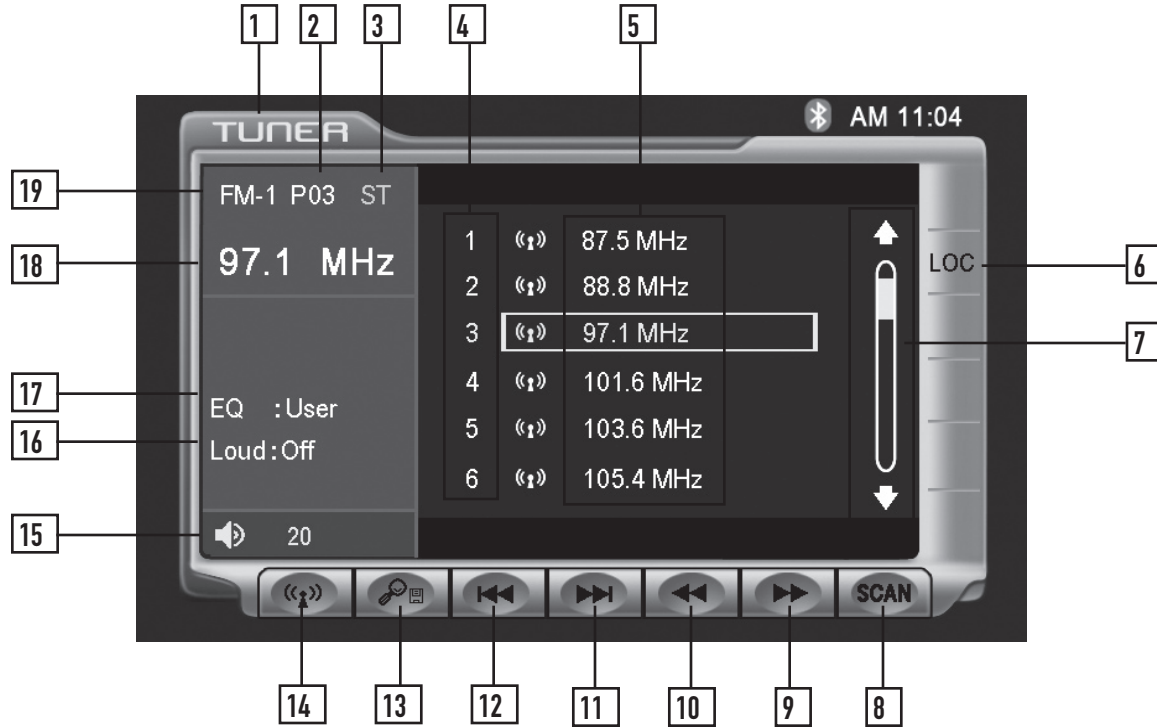 1 2 3 4 5
AM 11:04
TUNER
19 FM-1 P03 ST
18 97.1 MHz
1 87.5 MHz
2 88.8 MHz
3 97.1 MHz
4 101.6 MHz
5 103.6 MHz
6 105.4 MHz
LOC 6
7
17 EQ :User
16 Loud:Off
15 20
SCAN
14 13 12 11 10 9 8